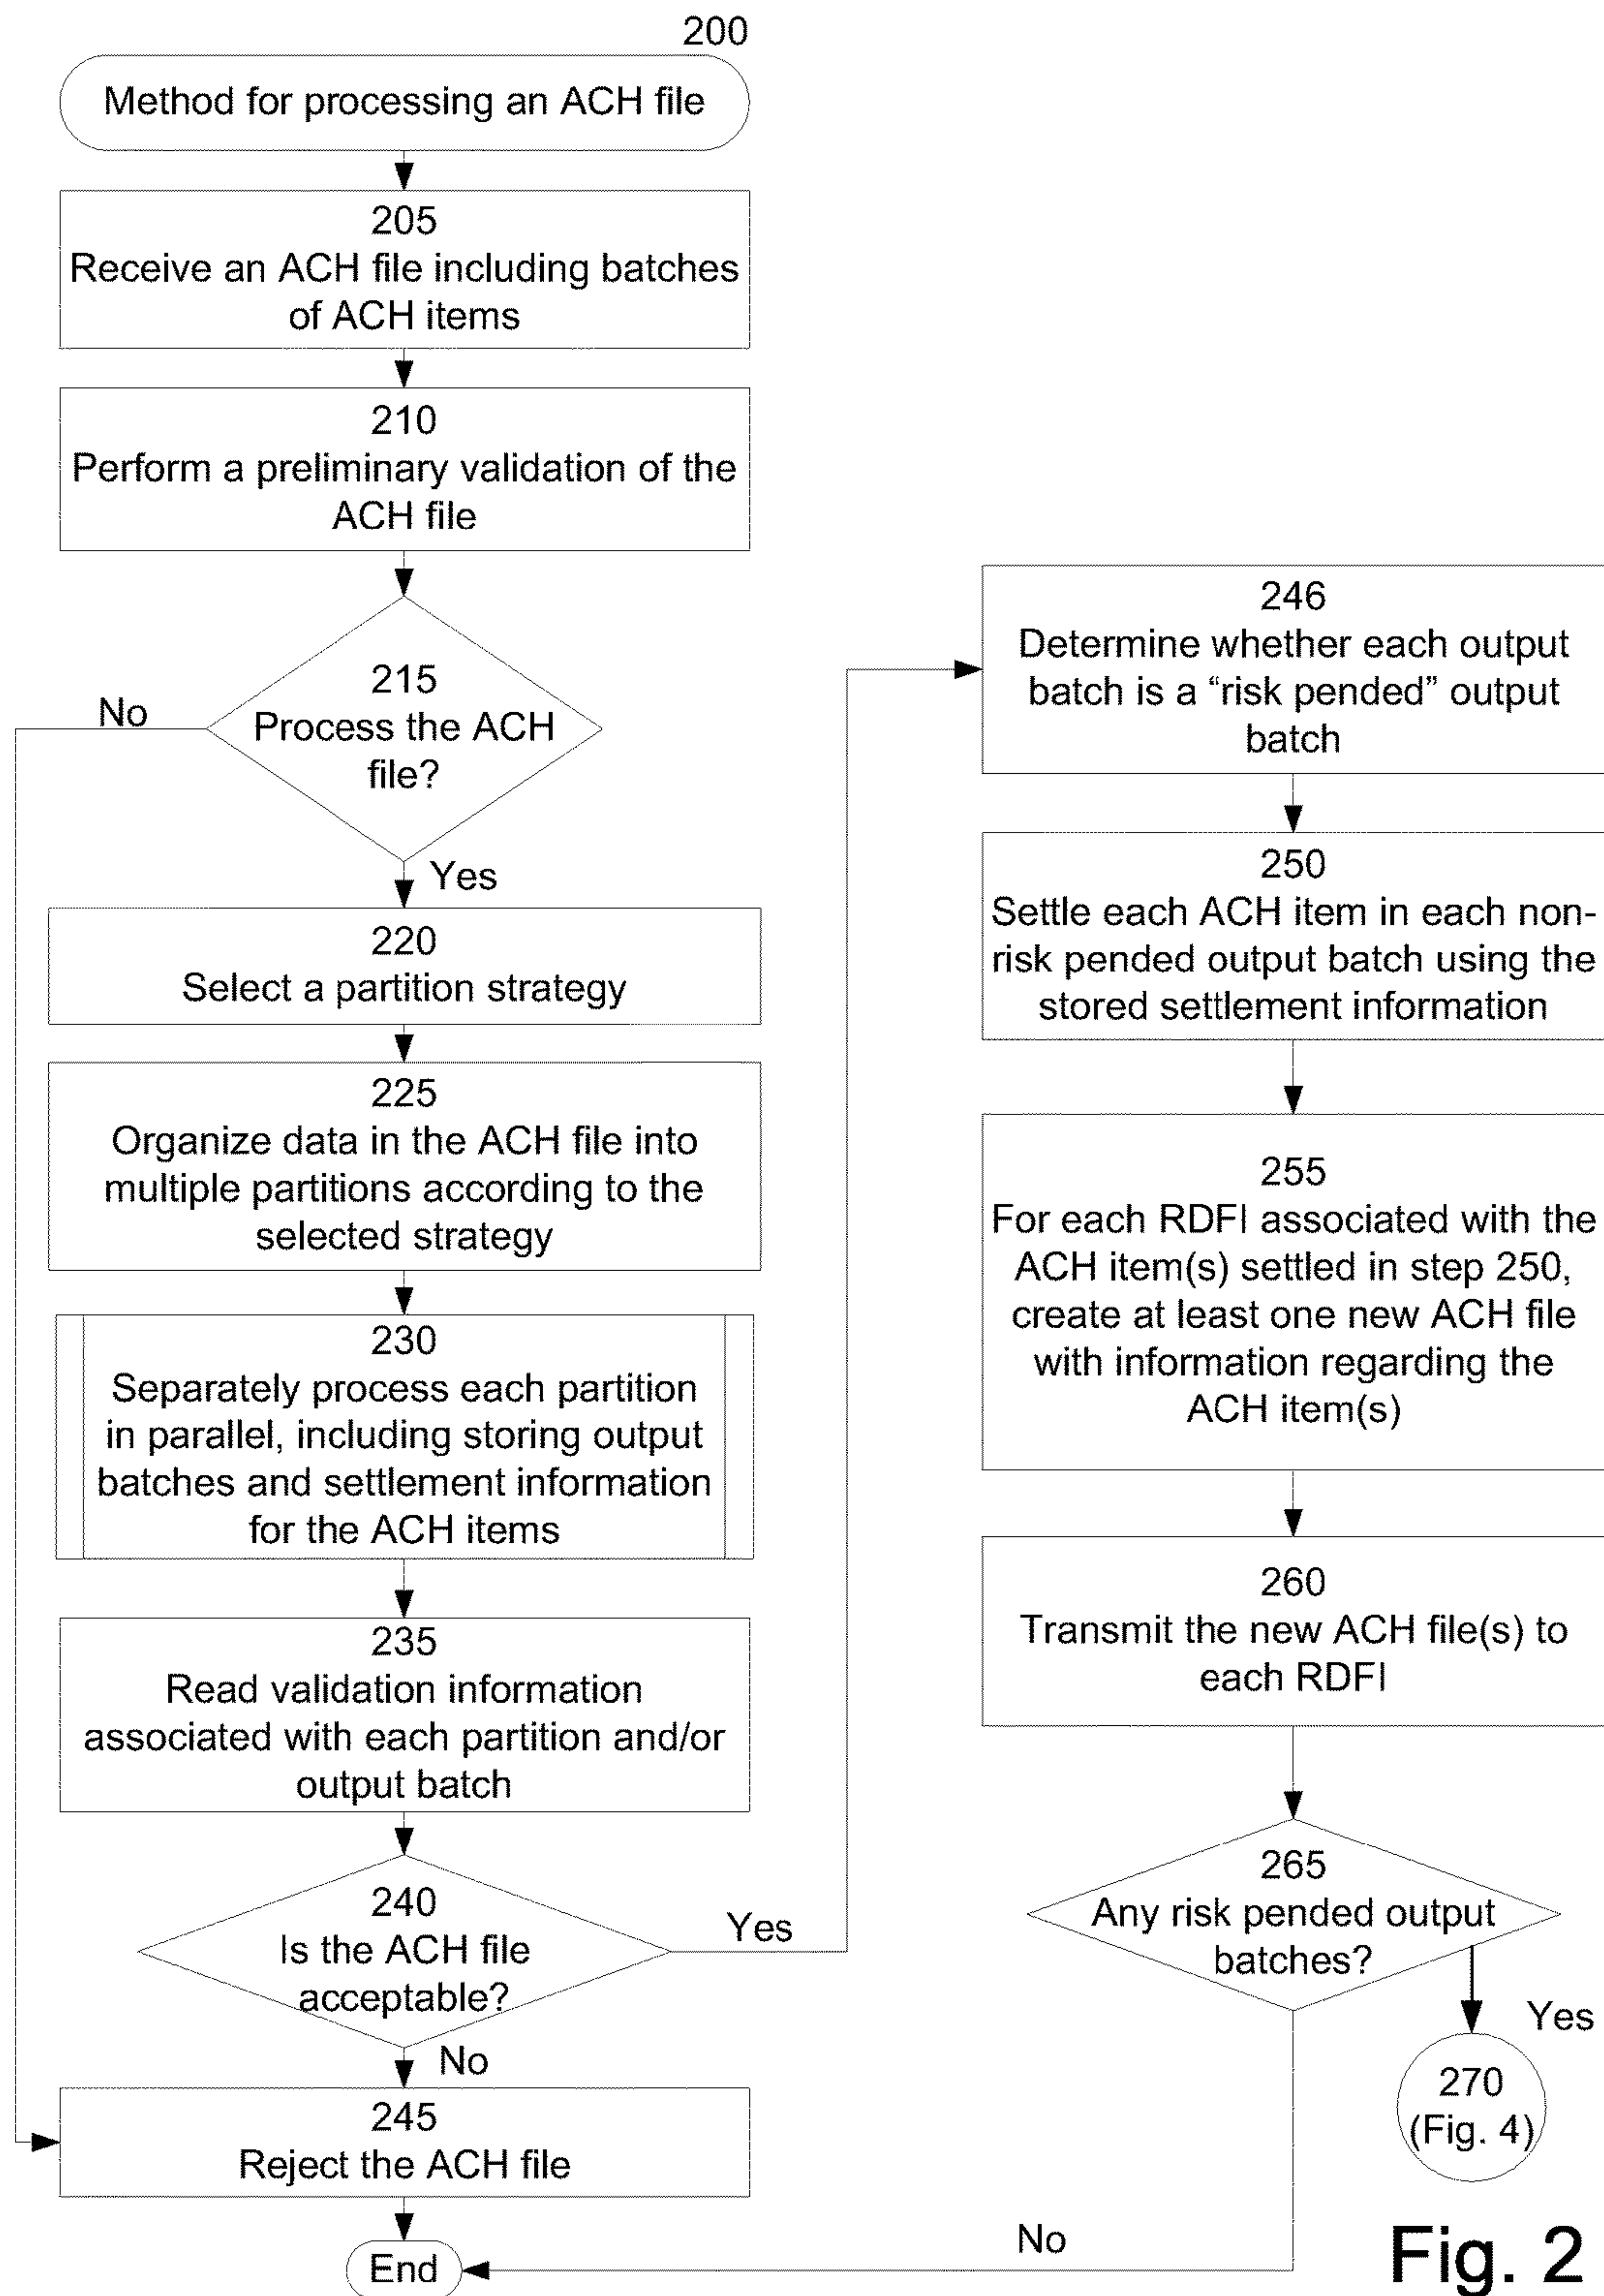 200
Method for processing an ACH file
205
Receive an ACH file including batches
of ACH items
210
Perform a preliminary validation of the
ACH file
215
Process the ACH
file?
No
Yes
220
Select a partition strategy
225
Organize data in the ACH file into
multiple partitions according to the
selected strategy
230
Separately process each partition
in parallel, including storing output
batches and settlement information
for the ACH items
235
Read validation information
associated with each partition and/or
output batch
240
Is the ACH file
acceptable?
Yes
No
245
Reject the ACH file
End
246
Determine whether each output
batch is a “risk pended” output
batch
250
Settle each ACH item in each non-
risk pended output batch using the
stored settlement information
255
For each RDFI associated with the
ACH item(s) settled in step 250,
create at least one new ACH file
with information regarding the
ACH item(s)
260
Transmit the new ACH file(s) to
each RDFI
265
Any risk pended output
batches?
Yes
270
(Fig. 4)
No
Fig. 2